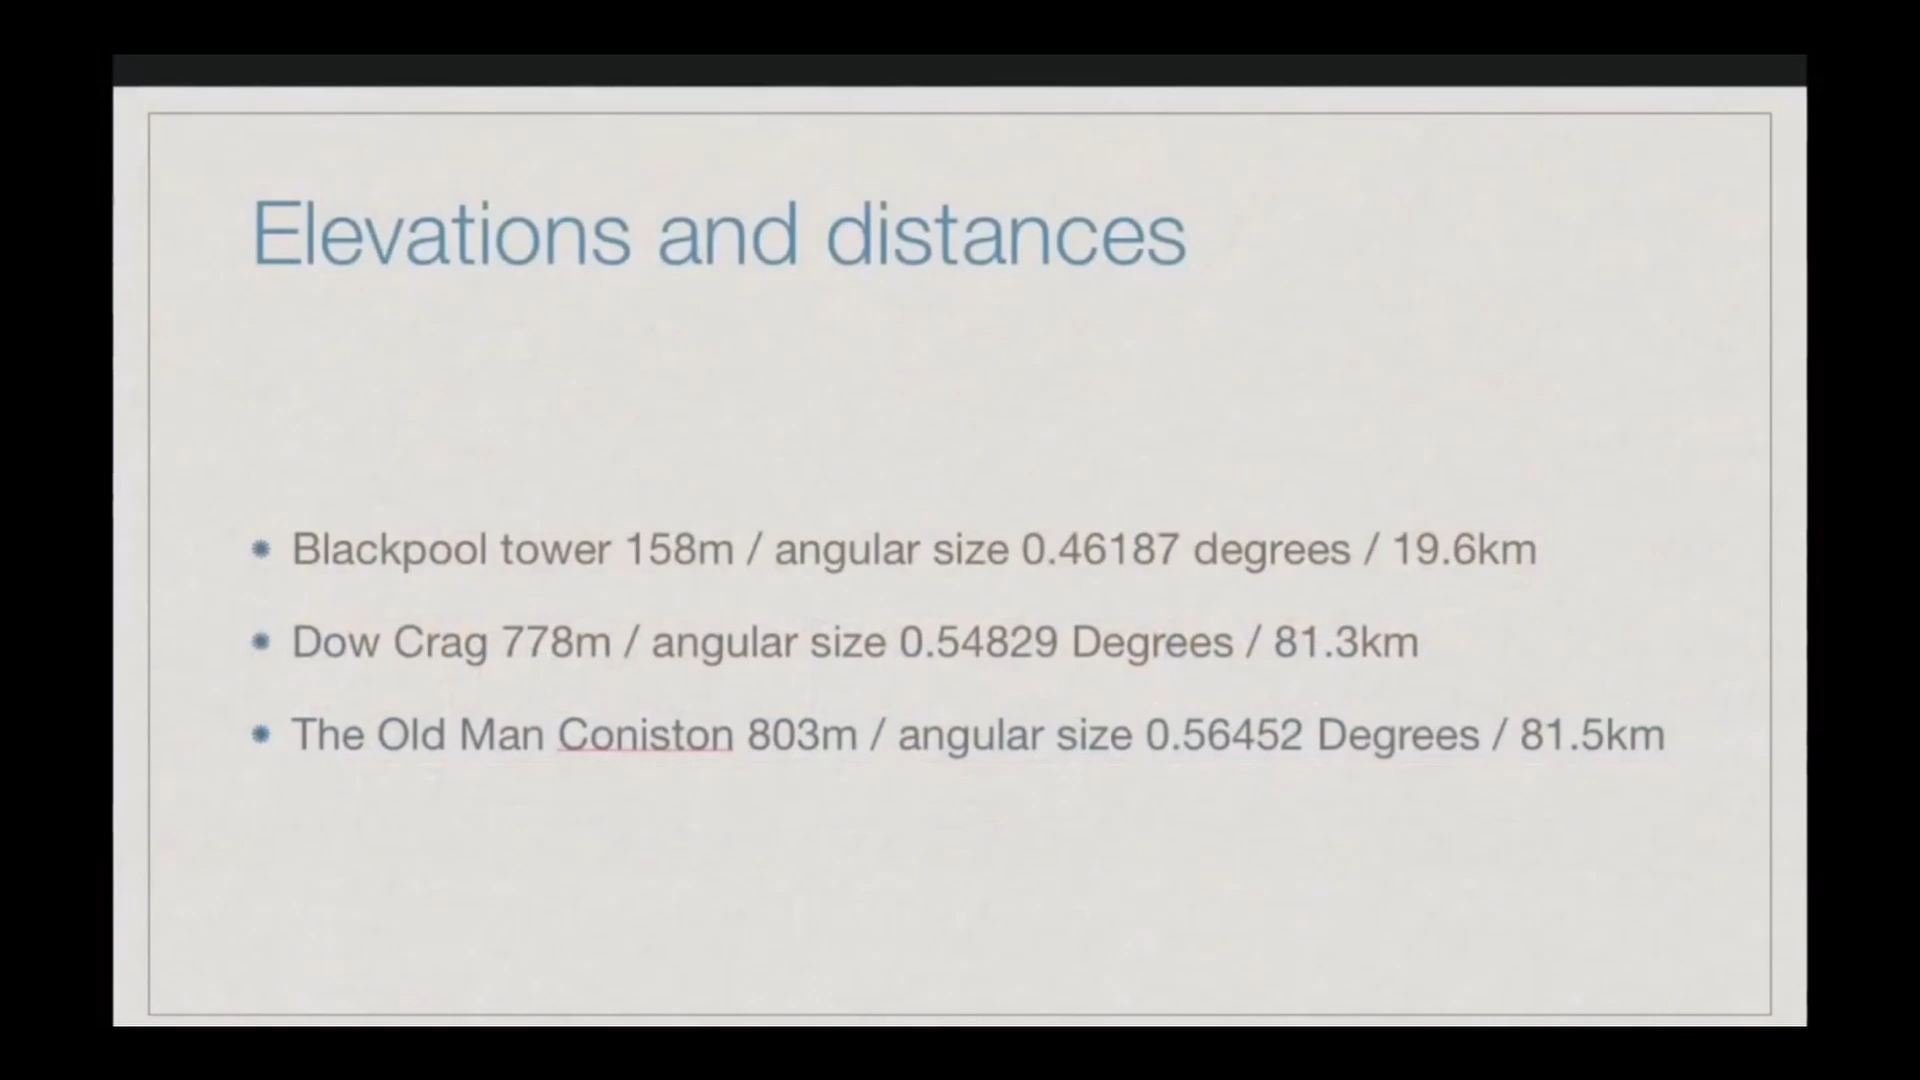 Elevations and distances
Blackpool tower 158m / angular size 0.46187 degrees / 19.6km
Dow Crag 778m / angular size 0.54829 Degrees / 81.3km
The Old Man Coniston 803m / angular size 0.56452 Degrees / 81.5km